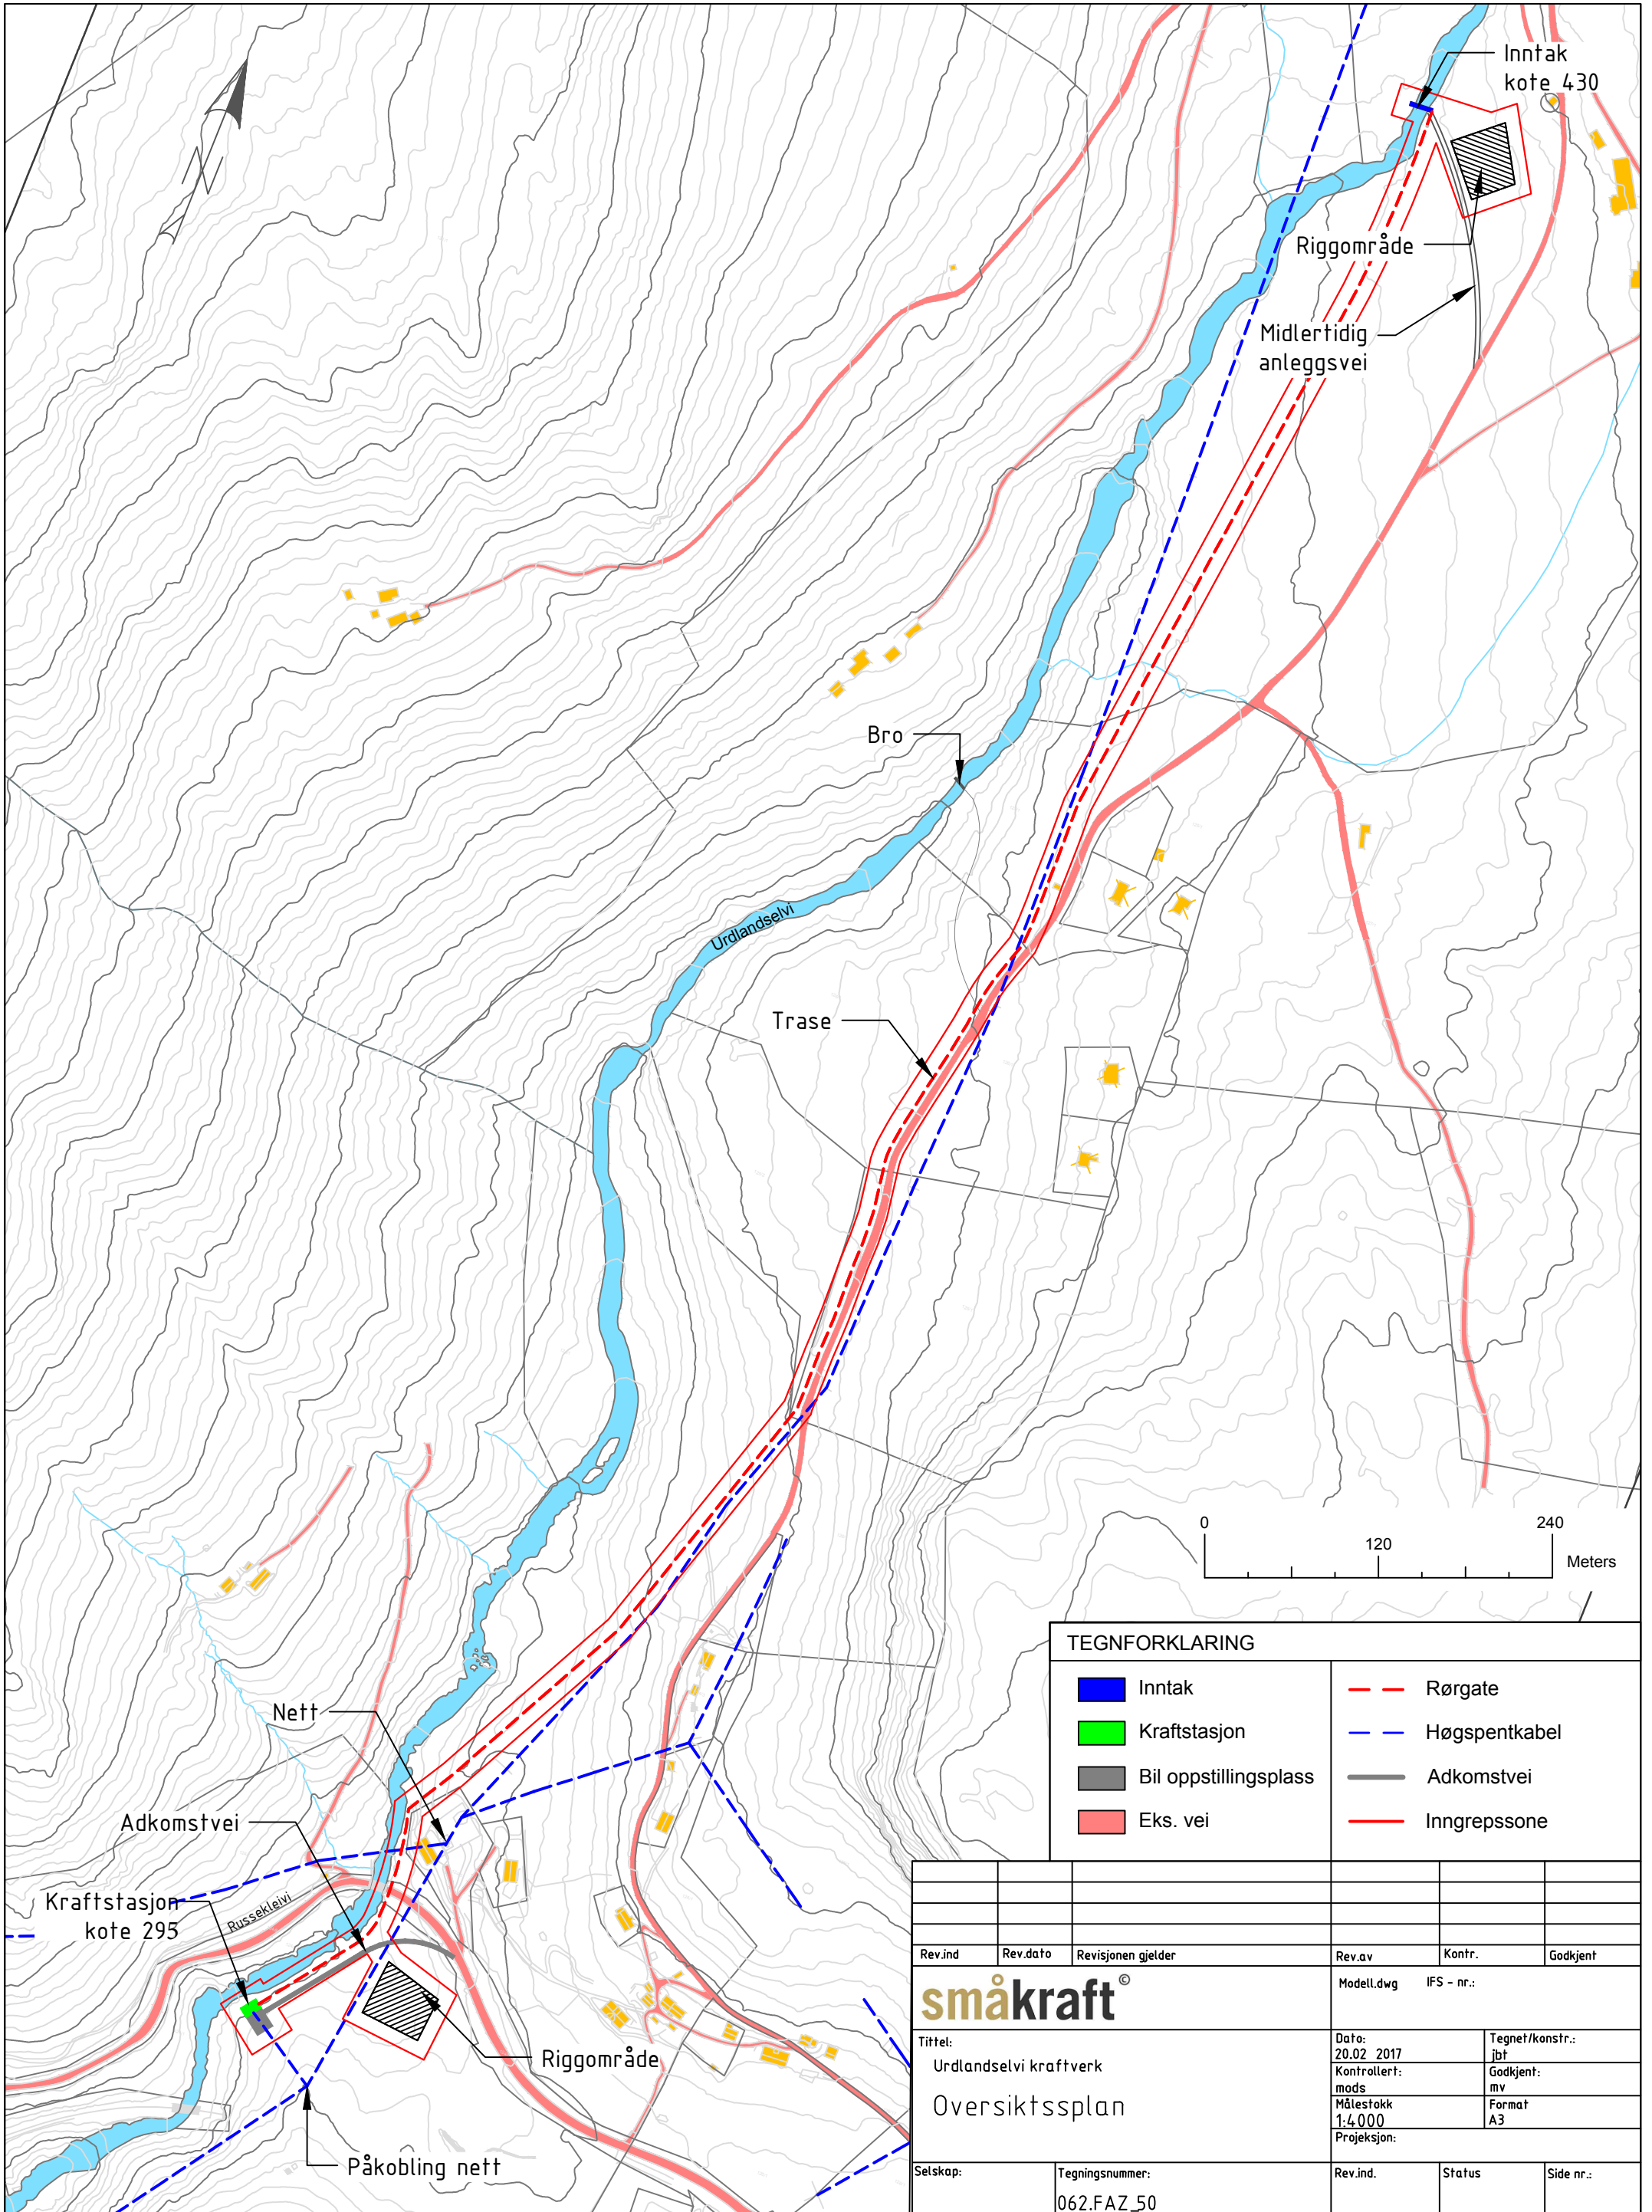 N
Inntak
kote 430
Riggområde
Midlertidig
anleggsvei
Bro
Urdlandselvi
Trase
0
120
240
Meters
Nett
Adkomstvei
Kraftstasjon
kote 295
Russekleivi
Riggområde
Påkobling nett
TEGNFORKLARING
Inntak
Kraftstasjon
Bil oppstillingsplass
Eks. vei
Rørgate
Høgspentkabel
Adkomstvei
Inngrepssone
Rev.ind Rev.dato Revisjonen gjelder Rev.av Kontr. Godkjent
småkraft©
Modell.dwg IFS - nr.:
Tittel:
Urdlandselvi kraftverk
Oversiktssplan
Dato:
20.02 2017
Tegnet/konstr.:
jbt
Kontrollert:
mods
Godkjent:
mv
Målestokk
1:4000
Format
A3
Projeksjon:
Selskap:
Tegningsnummer:
062.FAZ_50
Rev.ind.
Status
Side nr.: